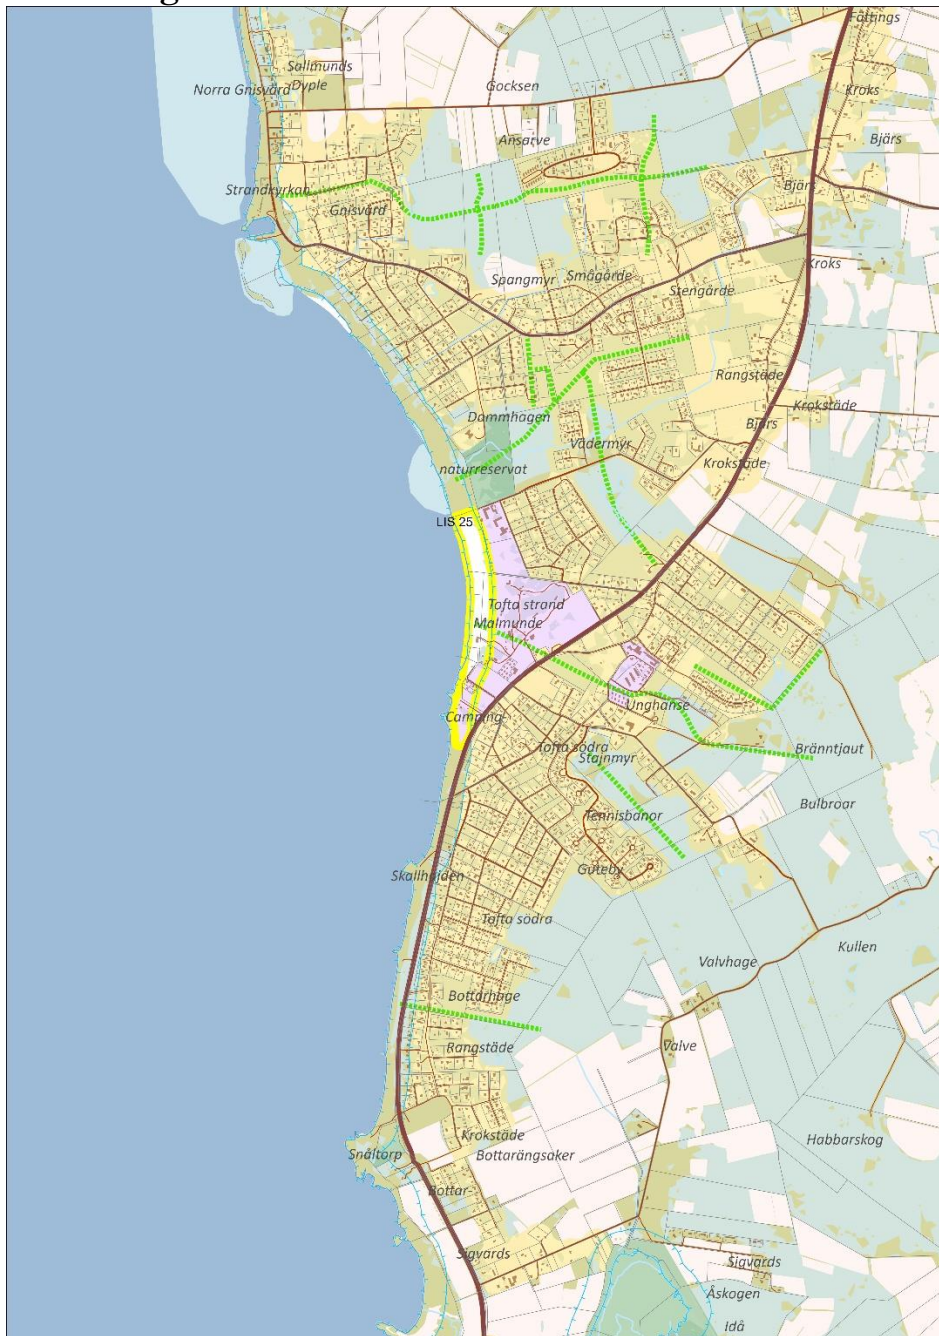 Fättings
Sallmunds
Dyple
Norra Gnisvärd
Gocksen
Kroks
Ansarve
Bjärs
Strandkyrkan
Bjärs
Gnisvärd
Kroks
Spangmyr
Smågårde
Stengårde
Rangstäde
Krokstäde
Dammhagen
Bjärs
Vädermyr
naturreservat
Krokstäde
LIS 25
Tofta strand
Malmunde
Unghanse
Camping-
Tofta södra
Stajnmyr
Bränntjaut
Bulbroar
Tennisbanor
Skallhajden
Guteby
Tofta södra
Kullen
Valvhage
Bottarhage
Rangstäde
Valve
Krokstäde
Habbarskog
Snältorp
Bottarängsaker
Bottar-
Sigvards
Sigvards
Åskogen
Idå